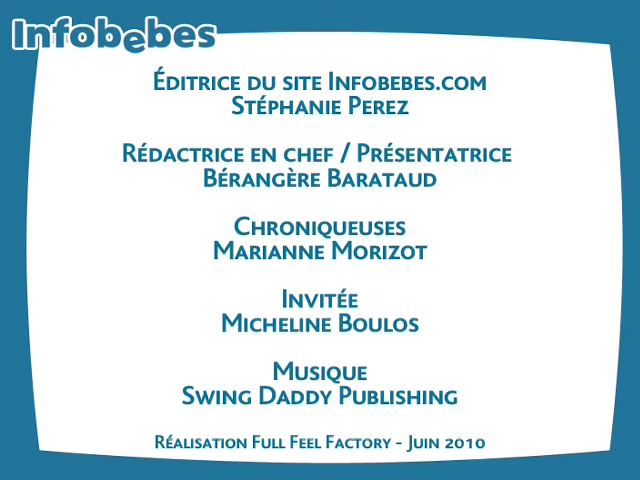 Infobebes
Éditrice du site Infobebes.com
Stéphanie Perez
Rédactrice en chef / Présentatrice
Bérangère Barataud
Chroniqueuses
Marianne Morizot
Invitée
Micheline Boulos
Musique
Swing Daddy Publishing
Réalisation Full Feel Factory - Juin 2010